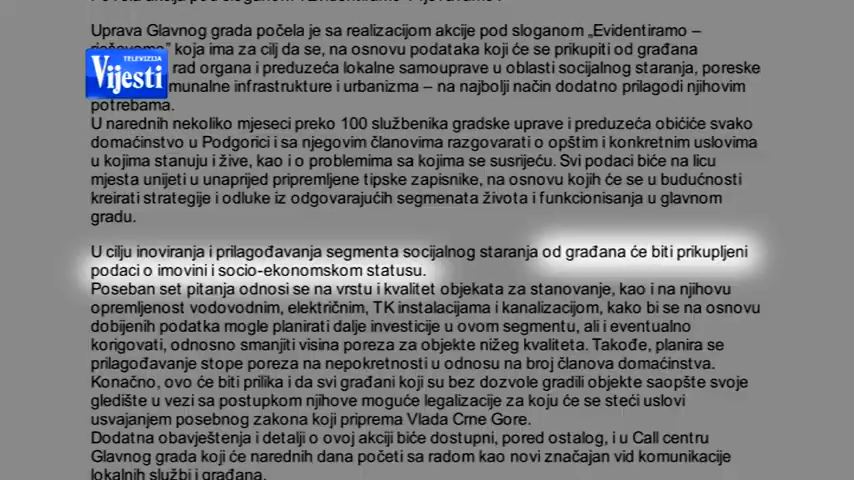 Uprava Glavnog grada počela je sa realizacijom akcije pod sloganom „Evidentiramo –
rješavamo” koja ima za cilj da se, na osnovu podataka koji će se prikupiti od građana
TELEVIZIJA
Vijesti
rad organa i preduzeća lokalne samouprave u oblasti socijalnog staranja, poreske
munalne infrastrukture i urbanizma – na najbolji način dodatno prilagodi njihovim
potrebama.
U narednih nekoliko mjeseci preko 100 službenika gradske uprave i preduzeća obićiće svako
domaćinstvo u Podgorici i sa njegovim članovima razgovarati o opštim i konkretnim uslovima
u kojima stanuju i žive, kao i o problemima sa kojima se susrijeću. Svi podaci biće na licu
mjesta unijeti u unaprijed pripremljene tipske zapisnike, na osnovu kojih će se u budućnosti
kreirati strategije i odluke iz odgovarajućih segmenata života i funkcionisanja u glavnom
gradu.
U cilju inoviranja i prilagođavanja segmenta socijalnog staranja od građana će biti prikupljeni
podaci o imovini i socio-ekonomskom statusu.
Poseban set pitanja odnosi se na vrstu i kvalitet objekata za stanovanje, kao i na njihovu
opremljenost vodovodnim, električnim, TK instalacijama i kanalizacijom, kako bi se na osnovu
dobijenih podatka mogle planirati dalje investicije u ovom segmentu, ali i eventualno
korigovati, odnosno smanjiti visina poreza za objekte nižeg kvaliteta. Takođe, planira se
prilagođavanje stope poreza na nepokretnosti u odnosu na broj članova domaćinstva.
Konačno, ovo će biti prilika i da svi građani koji su bez dozvole gradili objekte saopšte svoje
gledište u vezi sa postupkom njihove moguće legalizacije za koju će se steći uslovi
usvajanjem posebnog zakona koji priprema Vlada Crne Gore.
Dodatna obavještenja i detalji o ovoj akciji biće dostupni, pored ostalog, i u Call centru
Glavnog grada koji će narednih dana početi sa radom kao novi značajan vid komunikacije
lokalnih službi i građana.